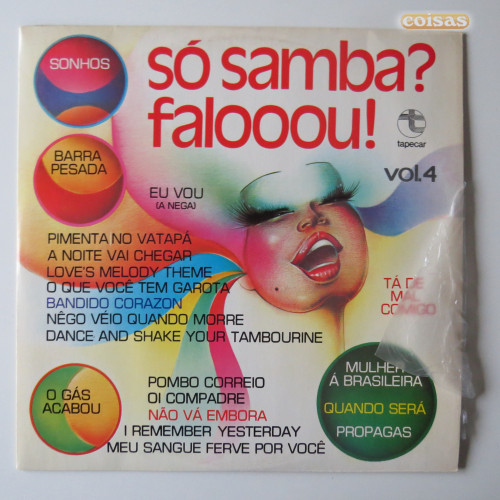 coisas
SONHOS
só samba?
falooou!
tapecar
vol.4
BARRA
PESADA
EU VOU
(A NEGA)
PIMENTA NO VATAPÁ
A NOITE VAI CHEGAR
LOVE'S MELODY THEME
O QUE VOCÊ TEM GAROTA
BANDIDO CORAZON
NÊGO VÉIO QUANDO MORRE
DANCE AND SHAKE YOUR TAMBOURINE
TÁ DE
MAL
COMIGO
O GÁS
ACABOU
POMBO CORREIO
OI COMPADRE
NÃO VÁ EMBORA
I REMEMBER YESTERDAY
MEU SANGUE FERVE POR VOCÊ
MULHER
Á BRASILEIRA
QUANDO SERÁ
PROPAGAS